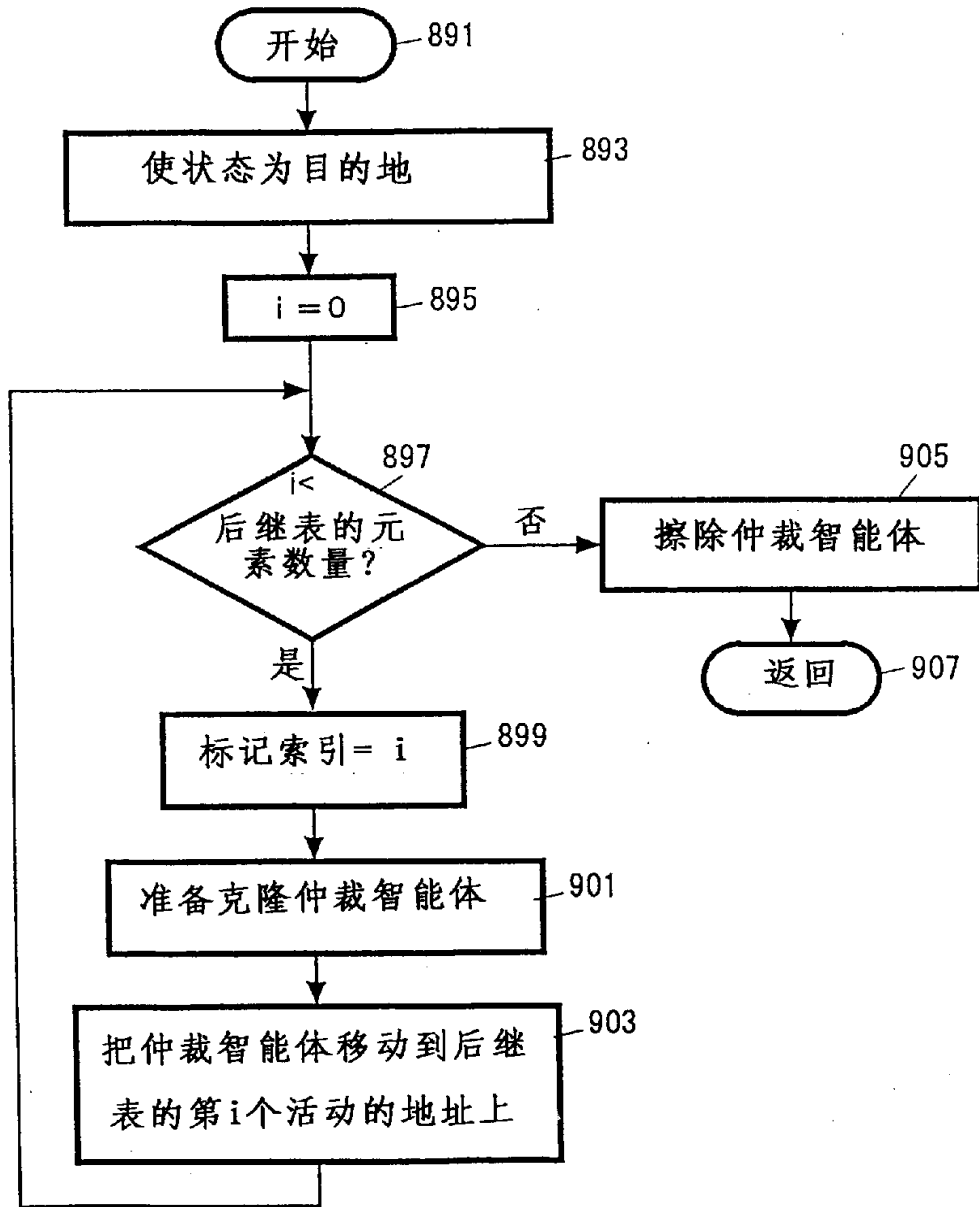 开始
891
使状态为目的地
893
i=0
895
897
i<
后继表的元
素数量?
否
905
擦除仲裁智能体
是
返回
907
标记索引= i
899
准备克隆仲裁智能体
901
903
把仲裁智能体移动到后继
表的第i个活动的地址上